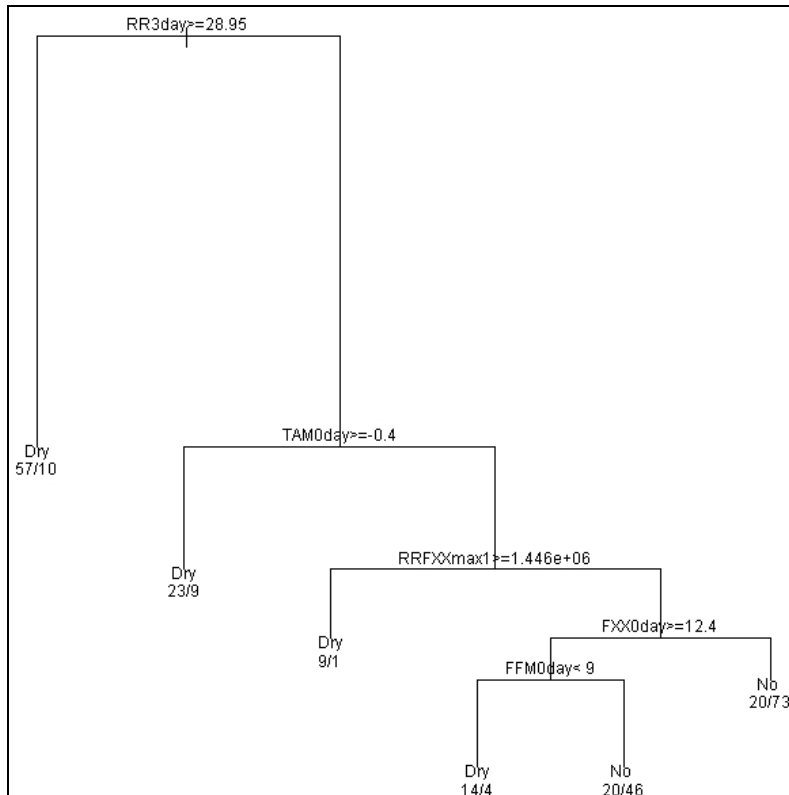 RR3day>=28.95
TAM0day>=-0.4
Dry
57/10
RRFXXmax1>=1.446e+06
Dry
23/9
FXX0day>=12.4
Dry
9/1
FFM0day< 9
No
20/73
Dry
14/4
No
20/46